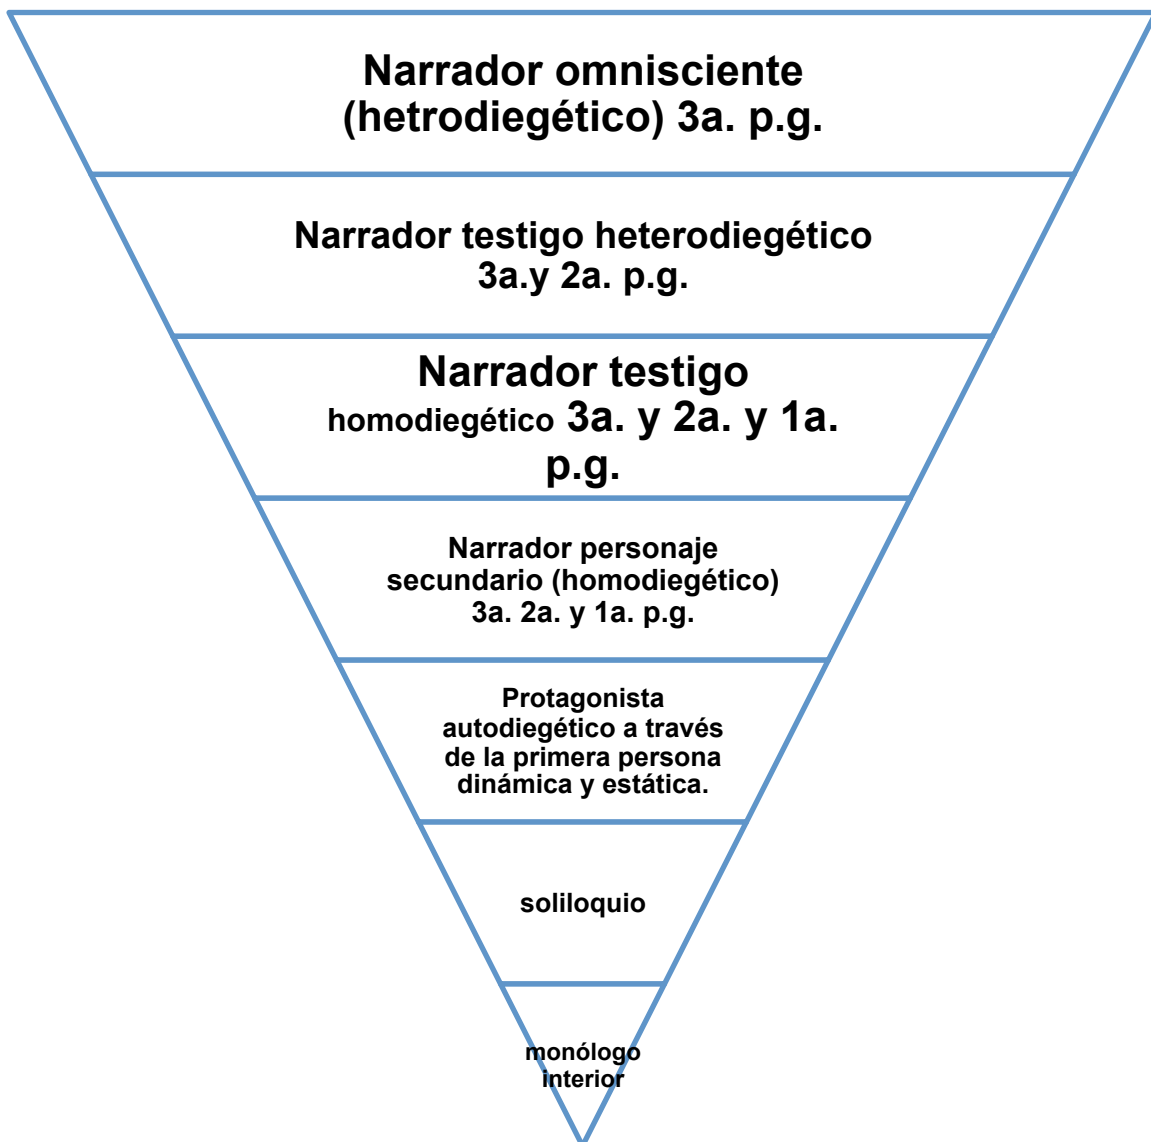 Narrador omnisciente
(hetrodiegético) 3a. p.g.
Narrador testigo heterodiegético
3a.y 2a. p.g.
Narrador testigo
homodiegético 3a. y 2a. y 1a.
p.g.
Narrador personaje
secundario (homodiegético)
3a. 2a. y 1a. p.g.
Protagonista
autodiegético a través
de la primera persona
dinámica y estática.
soliloquio
monólogo
interior